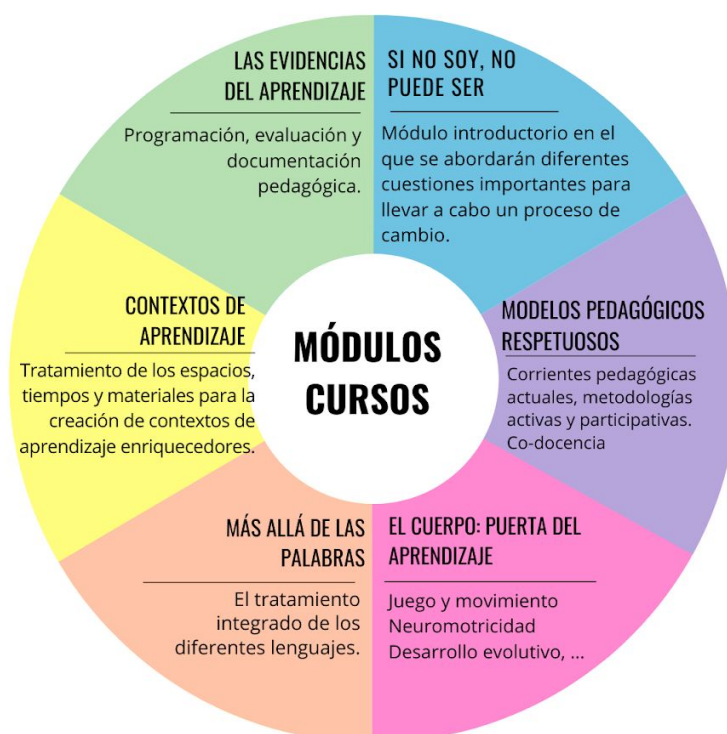 MÓDULOS
CURSOS
SI NO SOY, NO
PUEDE SER
Módulo introductorio en el
que se abordarán diferentes
cuestiones importantes para
llevar a cabo un proceso de
cambio.
MODELOS PEDAGÓGICOS
RESPETUOSOS
Corrientes pedagógicas
actuales, metodologías
activas y participativas.
Co-docencia
EL CUERPO: PUERTA DEL
APRENDIZAJE
Juego y movimiento
Neuromotricidad
Desarrollo evolutivo, ...
MÁS ALLÁ DE LAS
PALABRAS
El tratamiento
integrado de los
diferentes lenguajes.
CONTEXTOS DE
APRENDIZAJE
Tratamiento de los espacios,
tiempos y materiales para la
creación de contextos de
aprendizaje enriquecedores.
LAS EVIDENCIAS
DEL APRENDIZAJE
Programación, evaluación y
documentación
pedagógica.